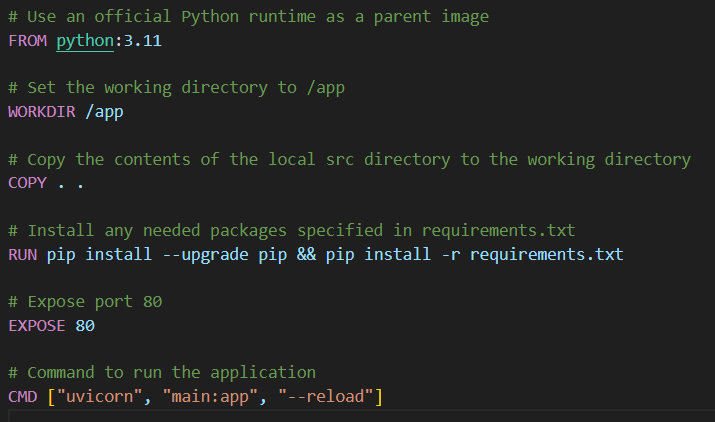 # Use an official Python runtime as a parent image
FROM python:3.11
# Set the working directory to /app
WORKDIR /app
# Copy the contents of the local src directory to the working directory
COPY . .
# Install any needed packages specified in requirements.txt
RUN pip install --upgrade pip && pip install -r requirements.txt
# Expose port 80
EXPOSE 80
# Command to run the application
CMD ["uvicorn", "main:app", "--reload"]